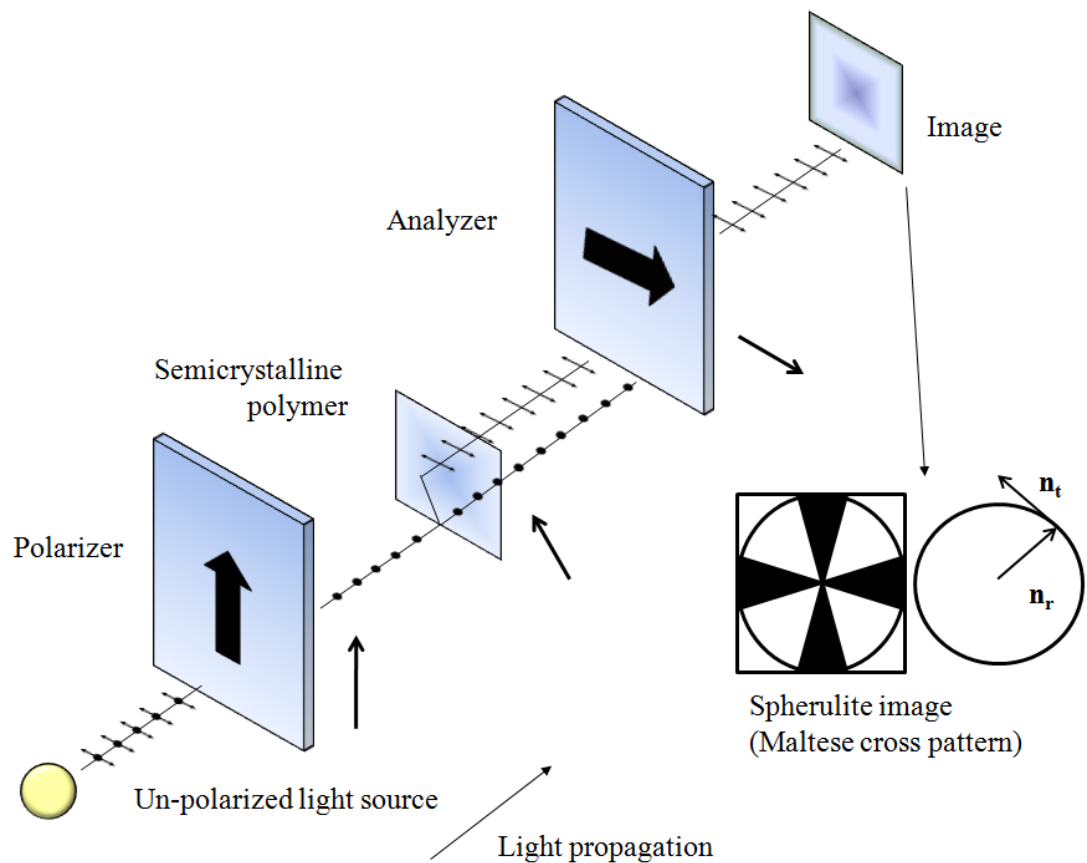 Image
Analyzer
Semicrystalline
polymer
Polarizer
n_t
n_r
Spherulite image
(Maltese cross pattern)
Un-polarized light source
Light propagation